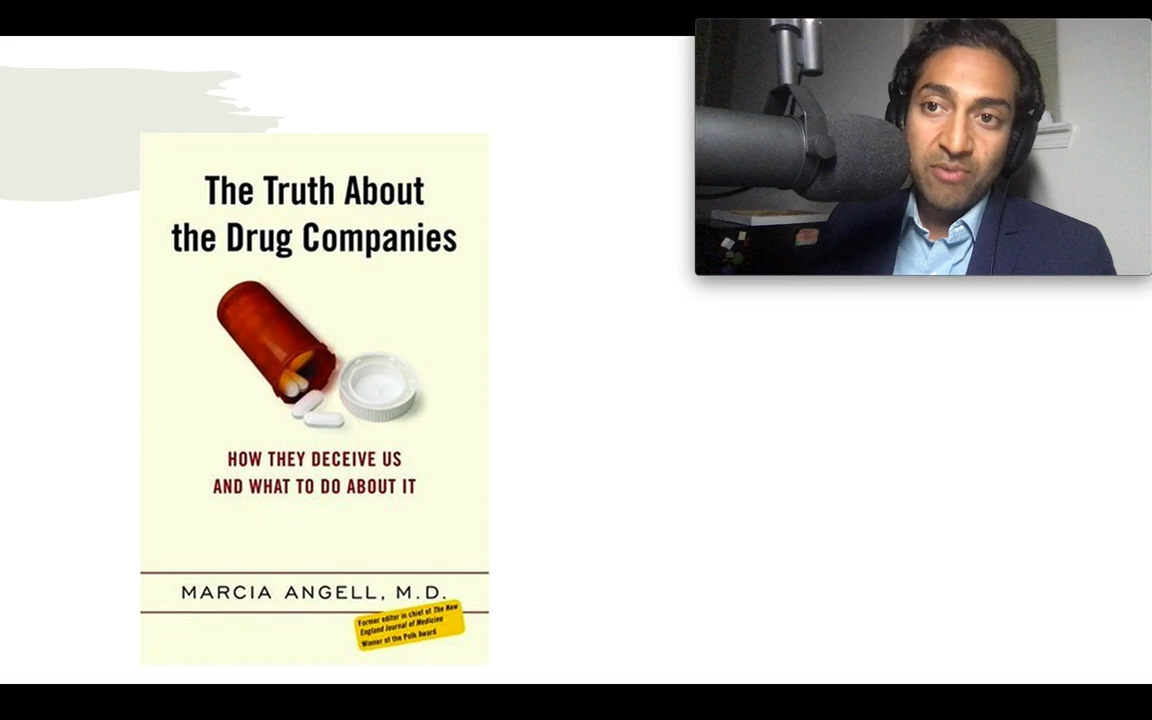 The Truth About
the Drug Companies
HOW THEY DECEIVE US
AND WHAT TO DO ABOUT IT
MARCIA ANGELL, M.D.
Former editor in chief of The New
England Journal of Medicine
Winner of the Polk Award